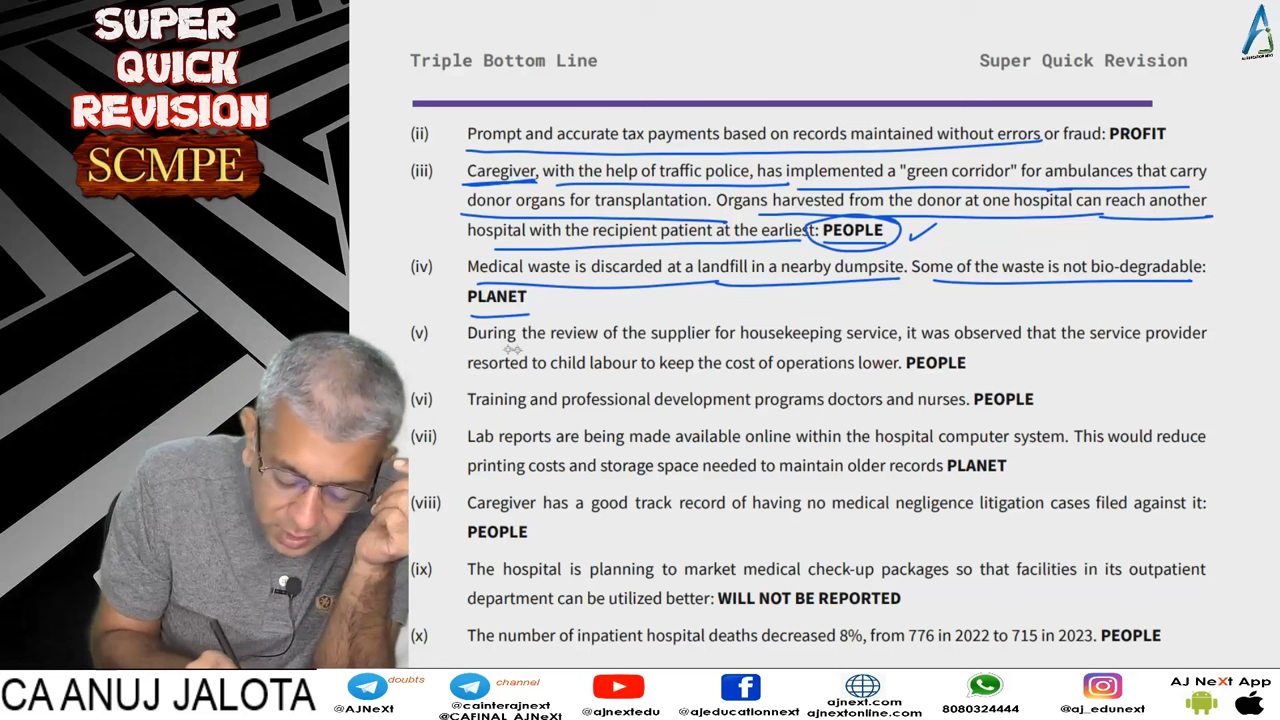 SUPER
QUICK
REVISION
SCMPE
Triple Bottom Line
Super Quick Revision
(ii) Prompt and accurate tax payments based on records maintained without errors or fraud: PROFIT
(iii) Caregiver, with the help of traffic police, has implemented a "green corridor" for ambulances that carry
donor organs for transplantation. Organs harvested from the donor at one hospital can reach another
hospital with the recipient patient at the earliest: PEOPLE
(iv) Medical waste is discarded at a landfill in a nearby dumpsite. Some of the waste is not bio-degradable:
PLANET
(v) During the review of the supplier for housekeeping service, it was observed that the service provider
resorted to child labour to keep the cost of operations lower. PEOPLE
(vi) Training and professional development programs doctors and nurses. PEOPLE
(vii) Lab reports are being made available online within the hospital computer system. This would reduce
printing costs and storage space needed to maintain older records PLANET
(viii) Caregiver has a good track record of having no medical negligence litigation cases filed against it:
PEOPLE
(ix) The hospital is planning to market medical check-up packages so that facilities in its outpatient
department can be utilized better: WILL NOT BE REPORTED
(x) The number of inpatient hospital deaths decreased 8%, from 776 in 2022 to 715 in 2023. PEOPLE
CA ANUJ JALOTA
doubts
@AJNeXt
channel
@cainterajnext
@CAFINAL_AJNeXt
@ajnextedu
@ajeducationnext
ajnext.com
ajnextonline.com
8080324444
@aj_edunext
AJ NeXt App